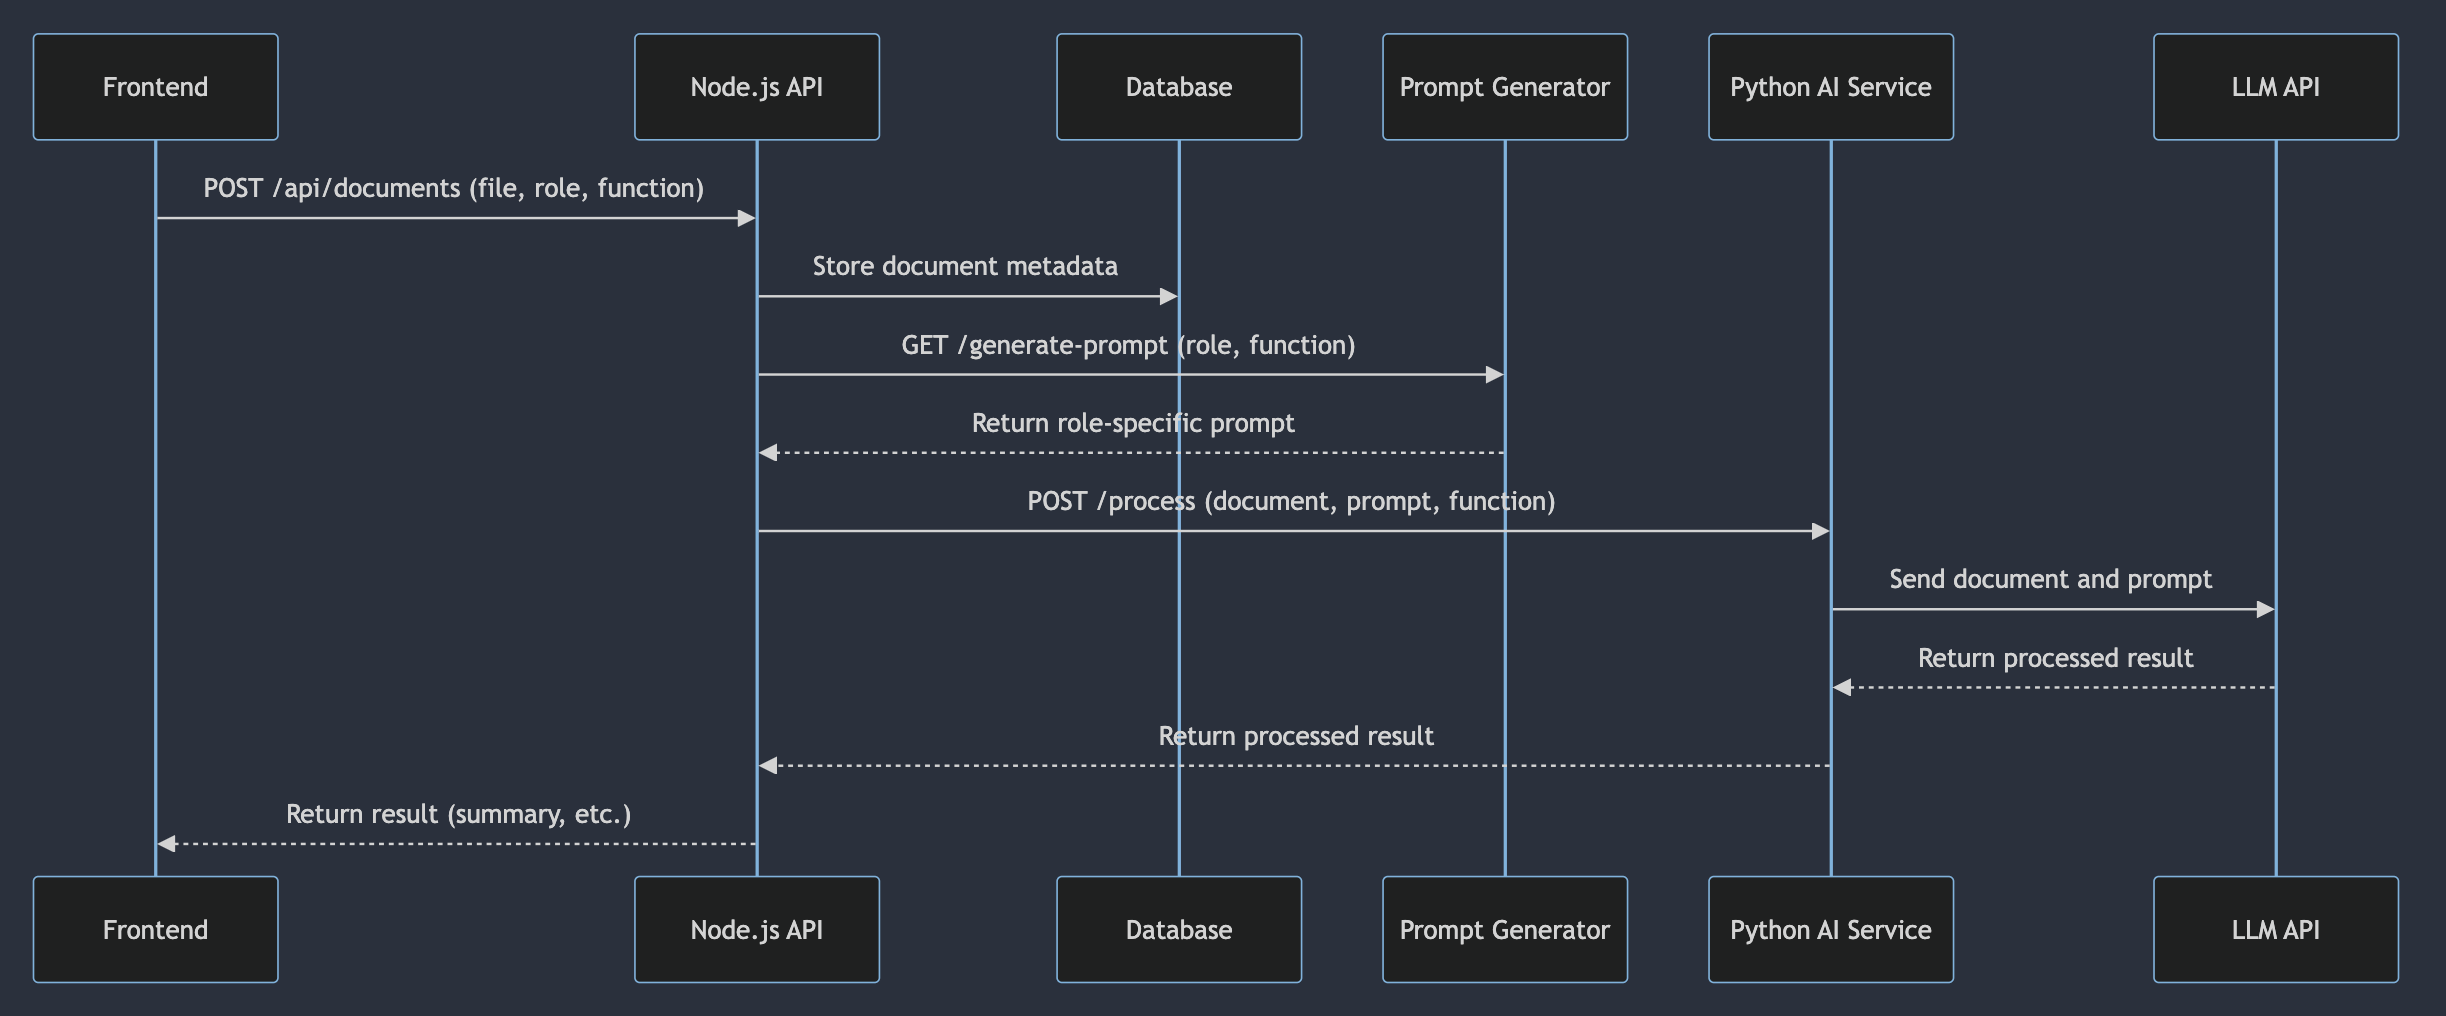 Frontend
Node.js API
Database
Prompt Generator
Python AI Service
LLM API
POST /api/documents (file, role, function)
Store document metadata
GET /generate-prompt (role, function)
Return role-specific prompt
POST /process (document, prompt, function)
Send document and prompt
Return processed result
Return processed result
Return result (summary, etc.)
Frontend
Node.js API
Database
Prompt Generator
Python AI Service
LLM API